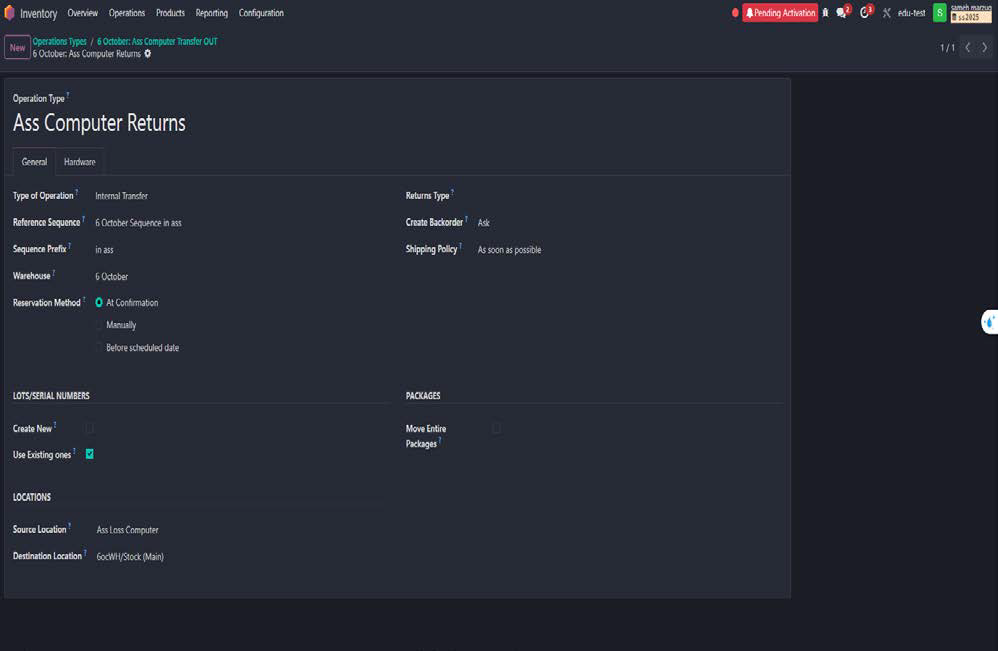 Inventory Overview Operations Products Reporting Configuration Pending Activation 2 3 edu-test S sameh marzuq
ss2025
New Operations Types / 6 October: Ass Computer Transfer OUT
6 October: Ass Computer Returns 1 / 1
Operation Type ?
Ass Computer Returns
General Hardware
Type of Operation ? Internal Transfer Returns Type ?
Reference Sequence ? 6 October Sequence in ass Create Backorder ? Ask
Sequence Prefix ? in ass Shipping Policy ? As soon as possible
Warehouse ? 6 October
Reservation Method ? At Confirmation
Manually
Before scheduled date
LOTS/SERIAL NUMBERS PACKAGES
Create New ? Move Entire
Packages ?
Use Existing ones ?
LOCATIONS
Source Location ? Ass Loss Computer
Destination Location ? 6ocWH/Stock (Main)